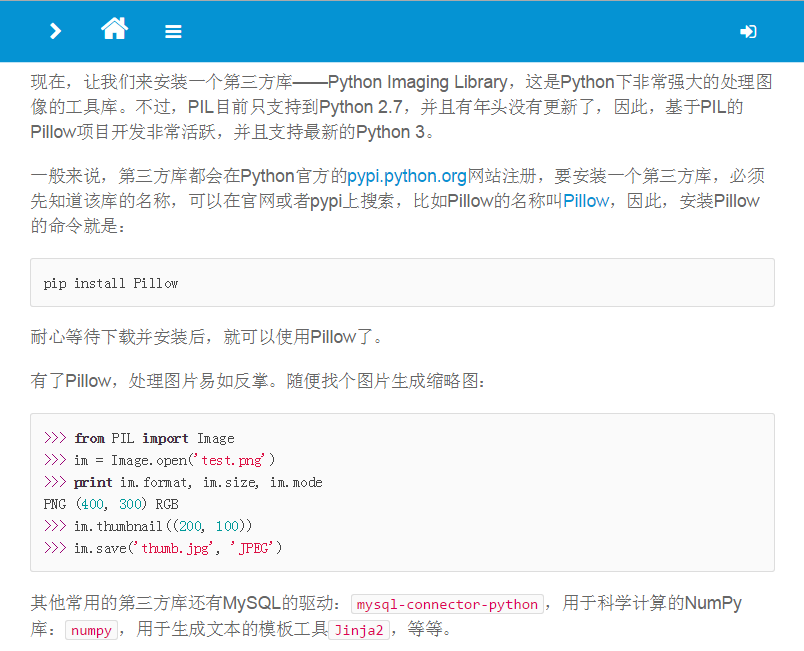 现在，让我们来安装一个第三方库——Python Imaging Library，这是Python下非常强大的处理图
像的工具库。不过，PIL目前只支持到Python 2.7，并且有年头没有更新了，因此，基于PIL的
Pillow项目开发非常活跃，并且支持最新的Python 3。
一般来说，第三方库都会在Python官方的pypi.python.org网站注册，要安装一个第三方库，必须
先知道该库的名称，可以在官网或者pypi上搜索，比如Pillow的名称叫Pillow，因此，安装Pillow
的命令就是：
pip install Pillow
耐心等待下载并安装后，就可以使用Pillow了。
有了Pillow，处理图片易如反掌。随便找个图片生成缩略图：
>>> from PIL import Image
>>> im = Image.open('test.png')
>>> print im.format, im.size, im.mode
PNG (400, 300) RGB
>>> im.thumbnail((200, 100))
>>> im.save('thumb.jpg', 'JPEG')
其他常用的第三方库还有MySQL的驱动：mysql-connector-python，用于科学计算的NumPy
库：numpy，用于生成文本的模板工具Jinja2，等等。